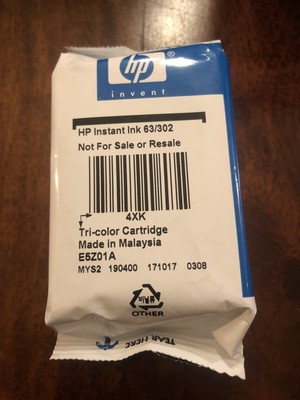 hp
invent
HP Instant Ink 63/302
Not For Sale or Resale
4XK
Tri-color Cartridge
Made in Malaysia
E5Z01A
MYS2 190400 171017 0308
OTHER
TEAR HERE